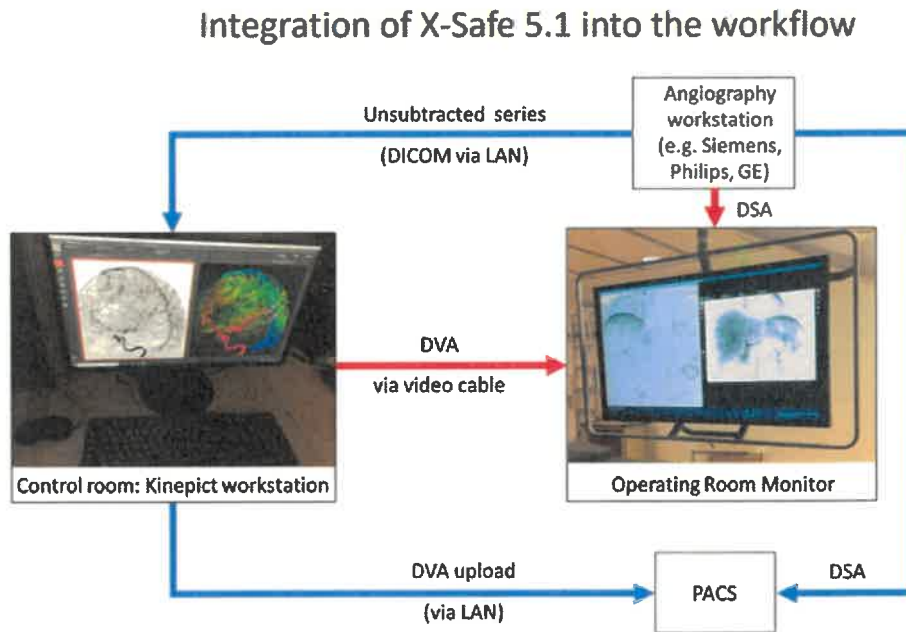 Integration of X-Safe 5.1 into the workflow
Unsubtracted series
(DICOM via LAN)
Angiography
workstation
(e.g. Siemens,
Philips, GE)
DSA
DVA
via video cable
Control room: Kinepict workstation
Operating Room Monitor
DVA upload
(via LAN)
PACS
DSA